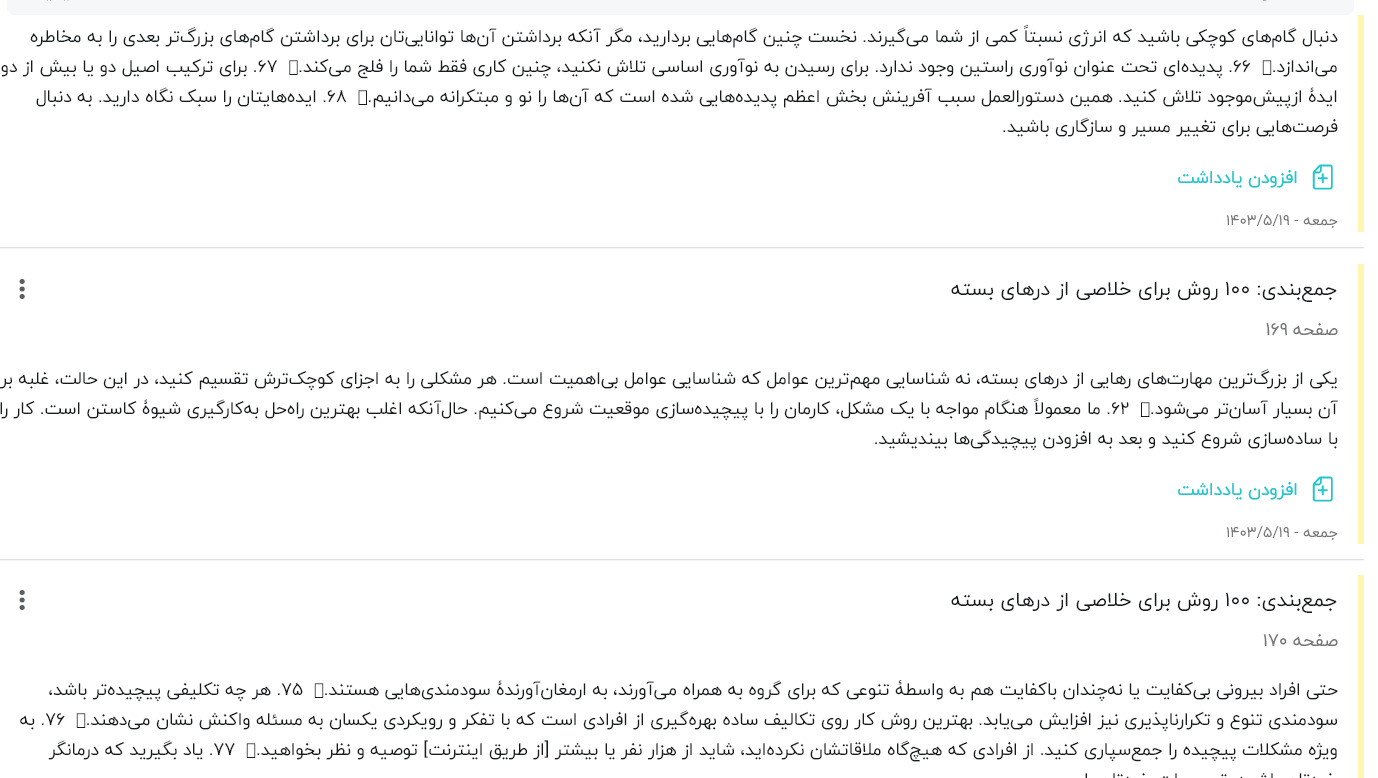 دنبال گام‌های کوچکی باشید که انرژی نسبتاً کمی از شما می‌گیرند. نخست چنین گام‌هایی بردارید، مگر آنکه برداشتن آن‌ها توانایی‌تان برای برداشتن گام‌های بزرگ‌تر بعدی را به مخاطره
می‌اندازد.▯ ۶۶. پدیده‌ای تحت عنوان نوآوری راستین وجود ندارد. برای رسیدن به نوآوری اساسی تلاش نکنید، چنین کاری فقط شما را فلج می‌کند.▯ ۶۷. برای ترکیب اصیل دو یا بیش از دو
ایدهٔ ازپیش‌موجود تلاش کنید. همین دستورالعمل سبب آفرینش بخش اعظم پدیده‌هایی شده است که آن‌ها را نو و مبتکرانه می‌دانیم.▯ ۶۸. ایده‌هایتان را سبک نگاه دارید. به دنبال
فرصت‌هایی برای تغییر مسیر و سازگاری باشید.
افزودن یادداشت
جمعه - ۱۴۰۳/۵/۱۹
جمع‌بندی: ۱۰۰ روش برای خلاصی از درهای بسته
صفحه ۱۶۹
یکی از بزرگ‌ترین مهارت‌های رهایی از درهای بسته، نه شناسایی مهم‌ترین عوامل که شناسایی عوامل بی‌اهمیت است. هر مشکلی را به اجزای کوچک‌ترش تقسیم کنید، در این حالت، غلبه بر
آن بسیار آسان‌تر می‌شود.▯ ۶۲. ما معمولاً هنگام مواجه با یک مشکل، کارمان را با پیچیده‌سازی موقعیت شروع می‌کنیم. حال‌آنکه اغلب بهترین راه‌حل به‌کارگیری شیوهٔ کاستن است. کار را
با ساده‌سازی شروع کنید و بعد به افزودن پیچیدگی‌ها بیندیشید.
افزودن یادداشت
جمعه - ۱۴۰۳/۵/۱۹
جمع‌بندی: ۱۰۰ روش برای خلاصی از درهای بسته
صفحه ۱۷۰
حتی افراد بیرونی بی‌کفایت یا نه‌چندان باکفایت هم به واسطهٔ تنوعی که برای گروه به همراه می‌آورند، به ارمغان‌آورندهٔ سودمندی‌هایی هستند.▯ ۷۵. هر چه تکلیفی پیچیده‌تر باشد،
سودمندی تنوع و تکرارناپذیری نیز افزایش می‌یابد. بهترین روش کار روی تکالیف ساده بهره‌گیری از افرادی است که با تفکر و رویکردی یکسان به مسئله واکنش نشان می‌دهند.▯ ۷۶. به
ویژه مشکلات پیچیده را جمع‌سپاری کنید. از افرادی که هیچ‌گاه ملاقاتشان نکرده‌اید، شاید از هزار نفر یا بیشتر [از طریق اینترنت] توصیه و نظر بخواهید.▯ ۷۷. یاد بگیرید که درمانگر